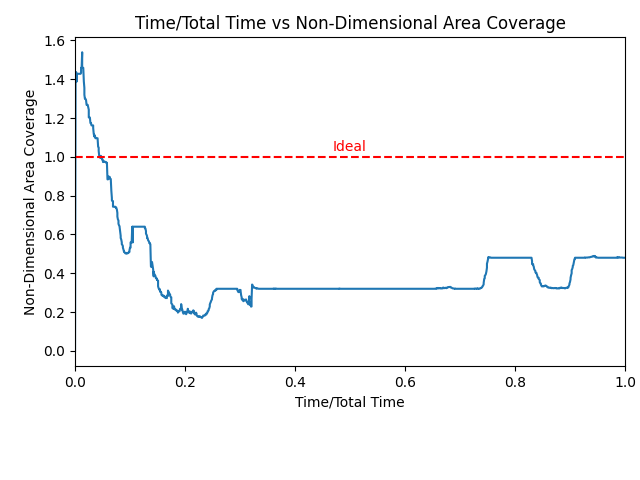 Time/Total Time vs Non-Dimensional Area Coverage
Non-Dimensional Area Coverage
1.6
1.4
1.2
1.0
0.8
0.6
0.4
0.2
0.0
Ideal
0.0 0.2 0.4 0.6 0.8 1.0
Time/Total Time